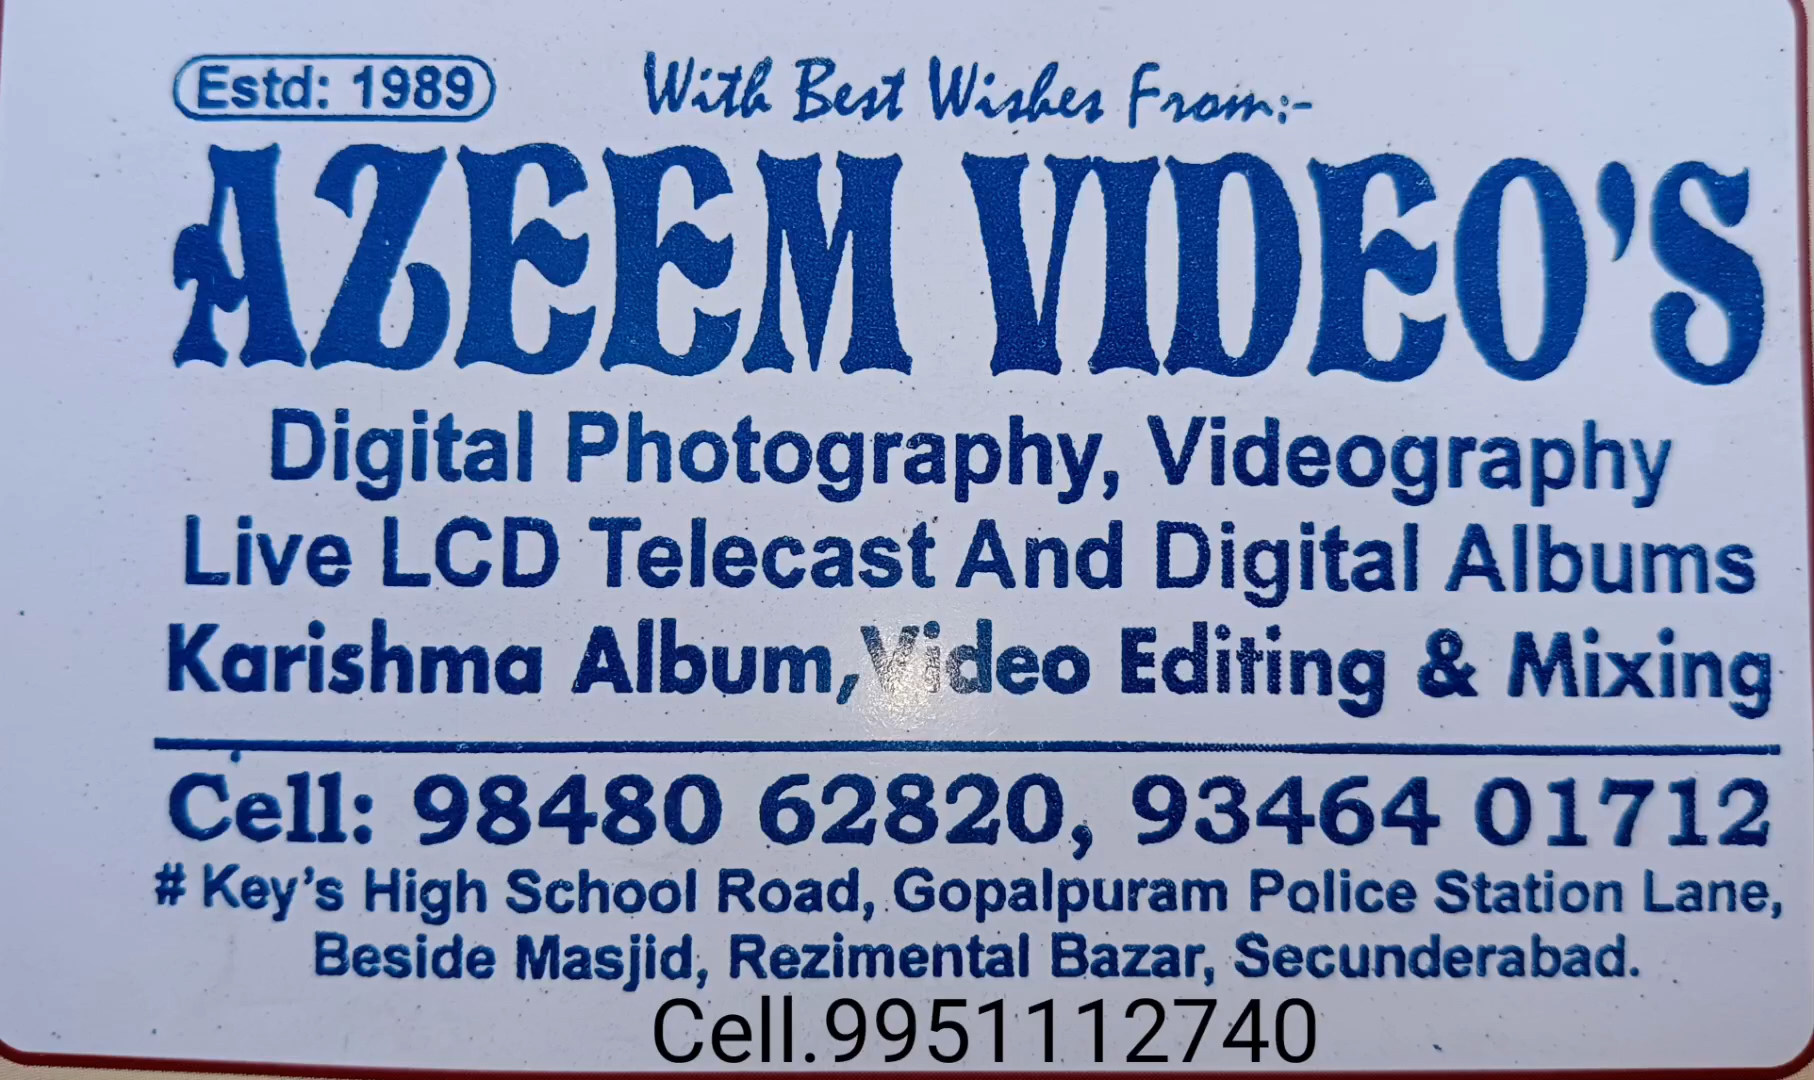 Estd: 1989
With Best Wishes From:-
AZEEM VIDEO'S
Digital Photography, Videography
Live LCD Telecast And Digital Albums
Karishma Album, Video Editing & Mixing
Cell: 98480 62820, 93464 01712
# Key's High School Road, Gopalpuram Police Station Lane,
Beside Masjid, Rezimental Bazar, Secunderabad.
Cell.9951112740